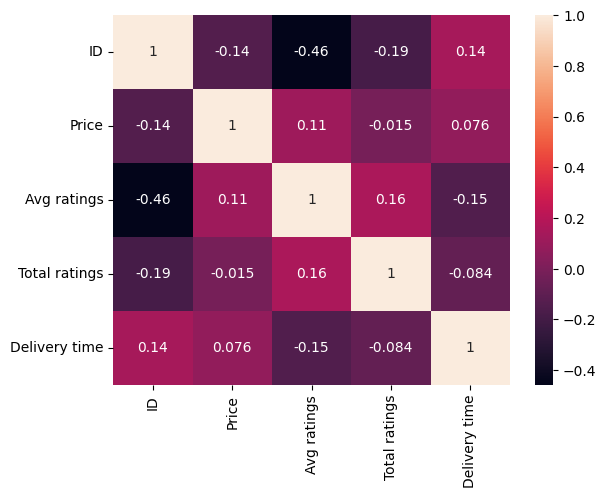 ID 1 -0.14 -0.46 -0.19 0.14
Price -0.14 1 0.11 -0.015 0.076
Avg ratings -0.46 0.11 1 0.16 -0.15
Total ratings -0.19 -0.015 0.16 1 -0.084
Delivery time 0.14 0.076 -0.15 -0.084 1
ID Price Avg ratings Total ratings Delivery time
1.0
0.8
0.6
0.4
0.2
0.0
−0.2
−0.4